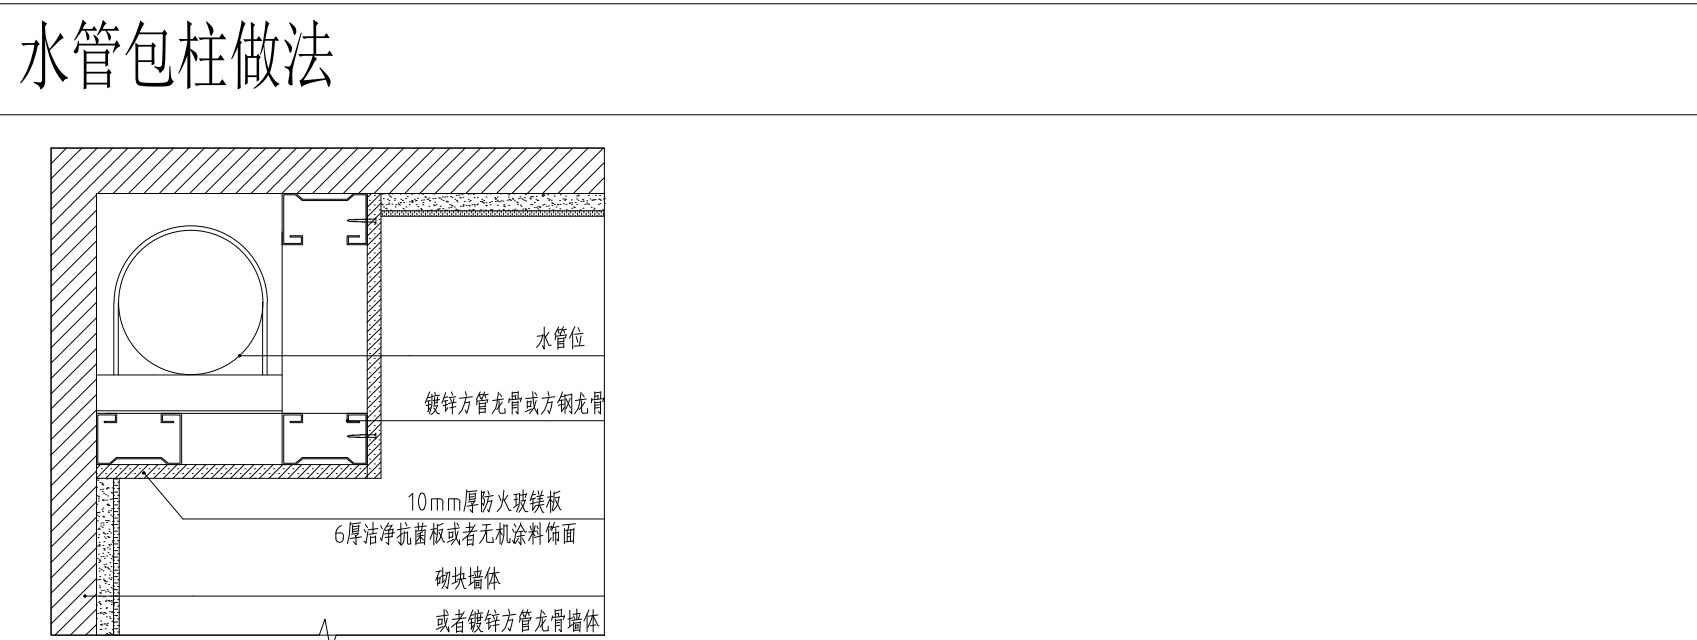 水管包柱做法
水管位
镀锌方管龙骨或方钢龙骨
10mm厚防火玻镁板
6厚洁净抗菌板或者无机涂料饰面
砌块墙体
或者镀锌方管龙骨墙体